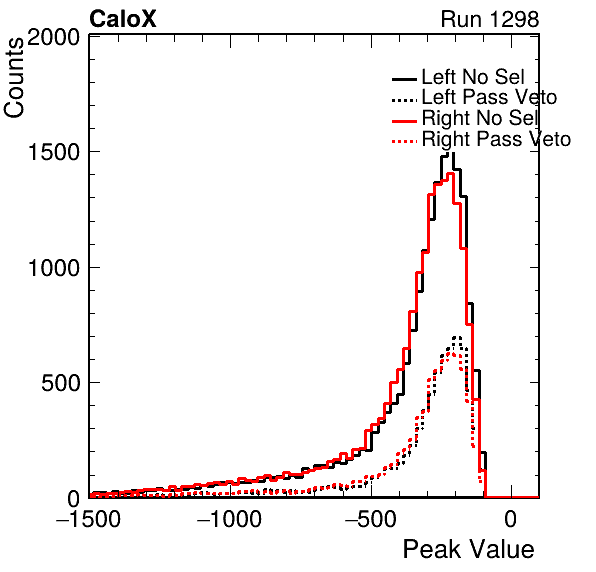 CaloX Run 1298
Counts
2000
1500
1000
500
0
Left No Sel
Left Pass Veto
Right No Sel
Right Pass Veto
−1500 −1000 −500 0
Peak Value